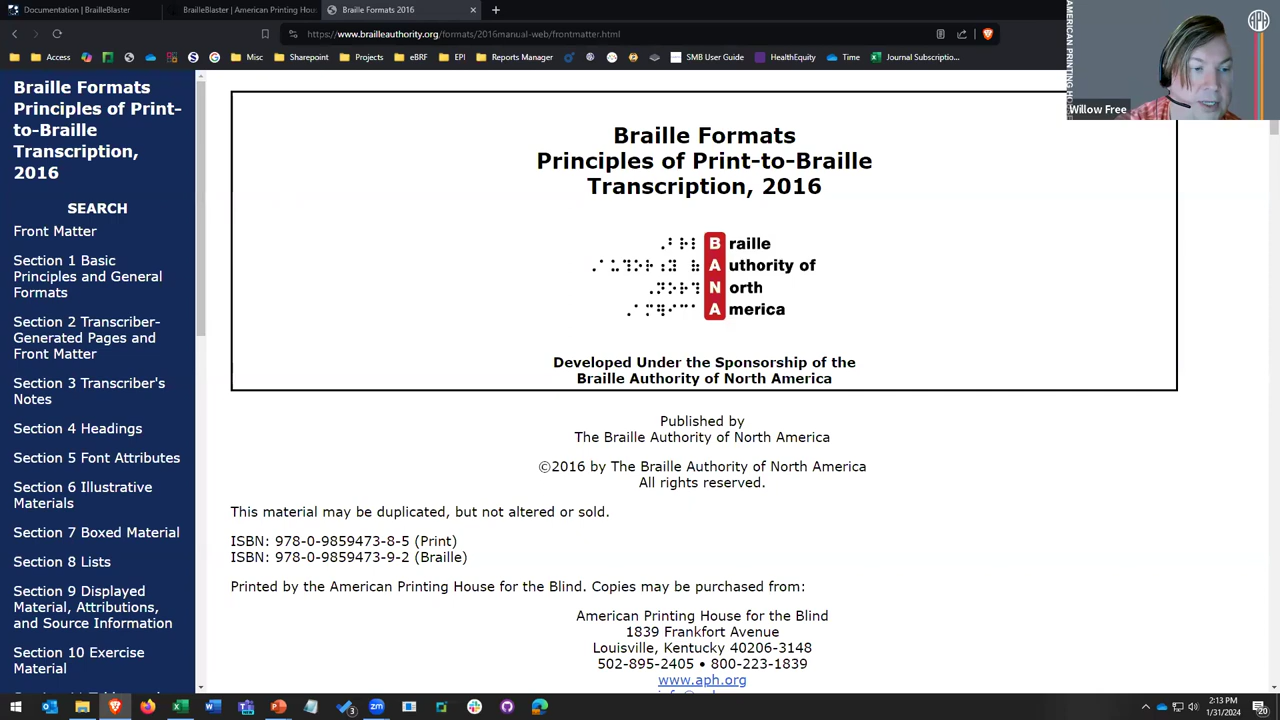 Documentation | BrailleBlaster
BrailleBlaster | American Printing Hou
Braille Formats 2016
https://www.brailleauthority.org/formats/2016manual-web/frontmatter.html
Access
Misc
Sharepoint
Projects
eBRF
EPI
Reports Manager
SMB User Guide
HealthEquity
Time
Journal Subscriptio...
Braille Formats
Principles of Print-
to-Braille
Transcription,
2016
SEARCH
Front Matter
Section 1 Basic
Principles and General
Formats
Section 2 Transcriber-
Generated Pages and
Front Matter
Section 3 Transcriber's
Notes
Section 4 Headings
Section 5 Font Attributes
Section 6 Illustrative
Materials
Section 7 Boxed Material
Section 8 Lists
Section 9 Displayed
Material, Attributions,
and Source Information
Section 10 Exercise
Material
Braille Formats
Principles of Print-to-Braille
Transcription, 2016
Braille
Authority of
North
America
Developed Under the Sponsorship of the
Braille Authority of North America
Published by
The Braille Authority of North America
©2016 by The Braille Authority of North America
All rights reserved.
This material may be duplicated, but not altered or sold.
ISBN: 978-0-9859473-8-5 (Print)
ISBN: 978-0-9859473-9-2 (Braille)
Printed by the American Printing House for the Blind. Copies may be purchased from:
American Printing House for the Blind
1839 Frankfort Avenue
Louisville, Kentucky 40206-3148
502-895-2405 • 800-223-1839
www.aph.org
AMERICAN PRINTING HO
APH
Willow Free
2:13 PM
1/31/2024